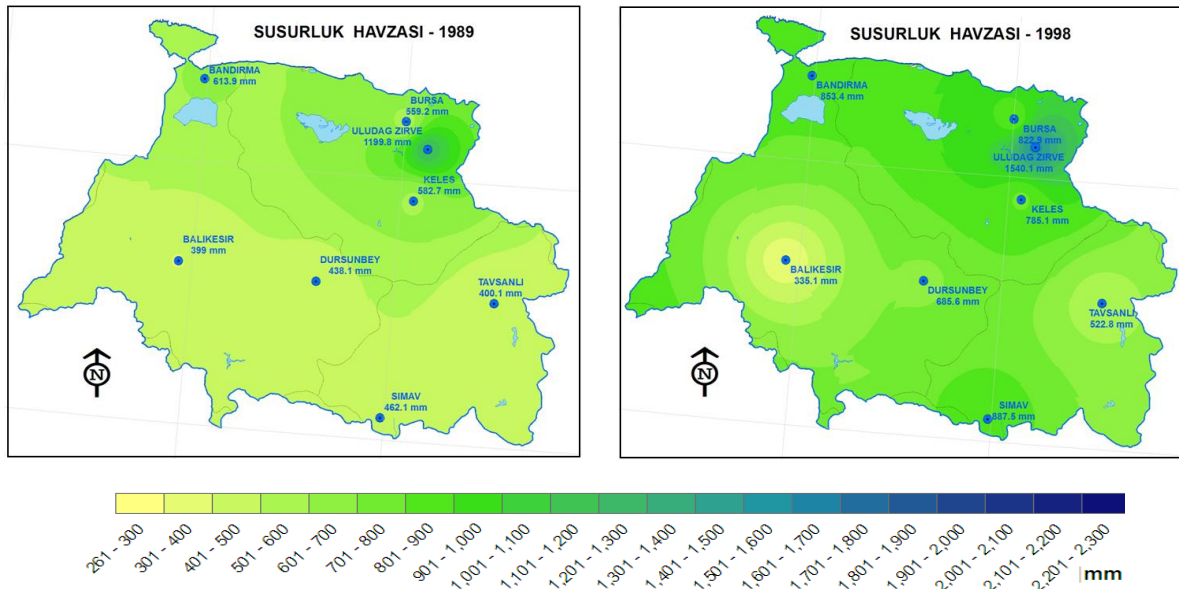 SUSURLUK HAVZASI - 1989
BANDIRMA
613.9 mm
BURSA
559.2 mm
ULUDAG ZIRVE
1199.8 mm
KELES
582.7 mm
BALIKESIR
399 mm
DURSUNBEY
438.1 mm
TAVSANLI
400.1 mm
SIMAV
462.1 mm
N
SUSURLUK HAVZASI - 1998
BANDIRMA
853.4 mm
BURSA
822.9 mm
ULUDAG ZIRVE
1540.1 mm
KELES
785.1 mm
BALIKESIR
335.1 mm
DURSUNBEY
685.6 mm
TAVSANLI
522.8 mm
SIMAV
887.5 mm
N
261 - 300
301 - 400
401 - 500
501 - 600
601 - 700
701 - 800
801 - 900
901 - 1,000
1,001 - 1,100
1,101 - 1,200
1,201 - 1,300
1,301 - 1,400
1,401 - 1,500
1,501 - 1,600
1,601 - 1,700
1,701 - 1,800
1,801 - 1,900
1,901 - 2,000
2,001 - 2,100
2,101 - 2,200
2,201 - 2,300
mm